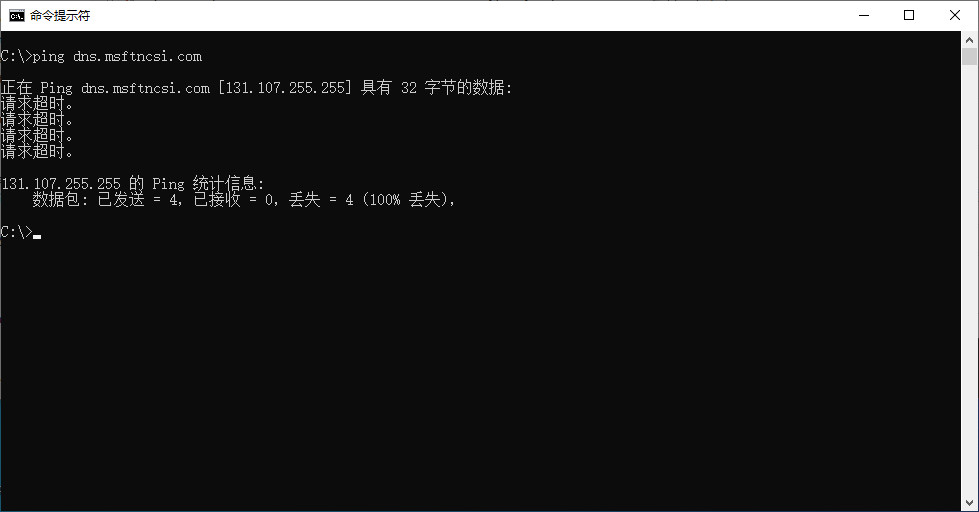 命令提示符
C:\>ping dns.msftncsi.com
正在 Ping dns.msftncsi.com [131.107.255.255] 具有 32 字节的数据:
请求超时。
请求超时。
请求超时。
请求超时。
131.107.255.255 的 Ping 统计信息:
数据包: 已发送 = 4，已接收 = 0，丢失 = 4 (100% 丢失)，
C:\>